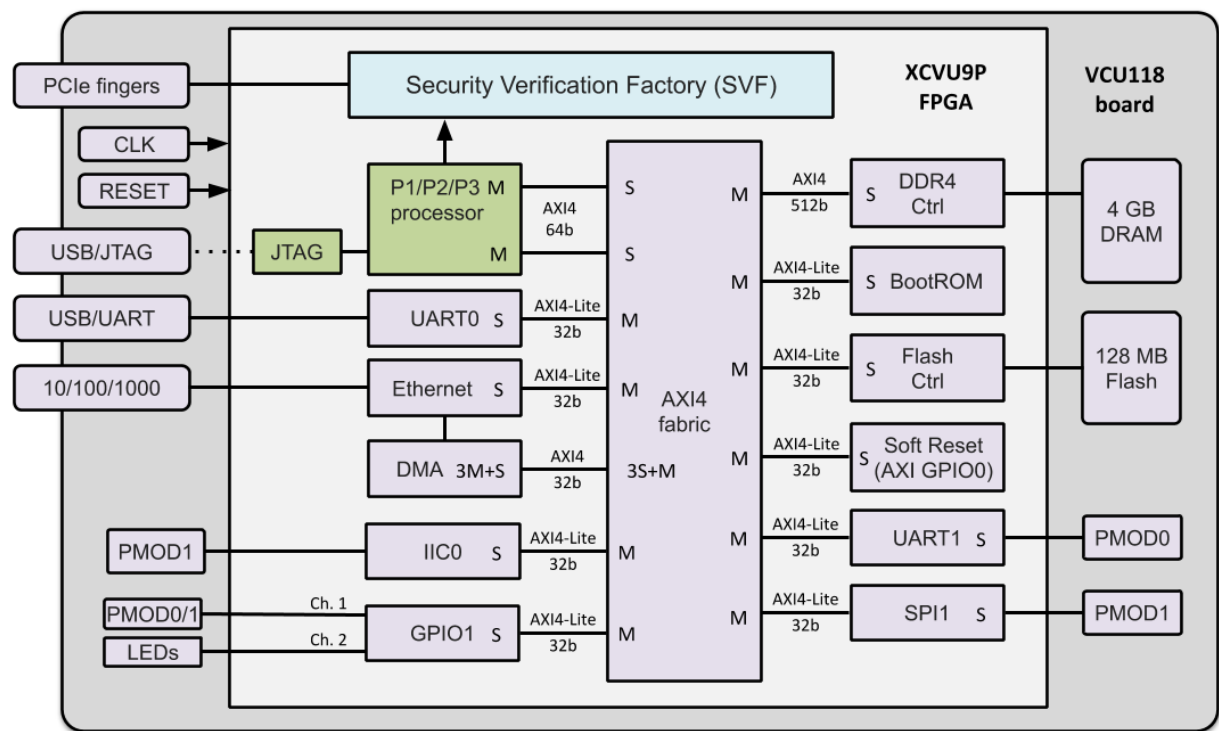 PCIe fingers
Security Verification Factory (SVF)
XCVU9P
FPGA
VCU118
board
CLK
RESET
P1/P2/P3 M
processor
M
AXI4
64b
S
S
USB/JTAG
JTAG
USB/UART
UART0 S
AXI4-Lite
32b
M
10/100/1000
Ethernet S
AXI4-Lite
32b
M
DMA 3M+S
AXI4
32b
3S+M
PMOD1
IIC0 S
AXI4-Lite
32b
M
PMOD0/1
Ch. 1
LEDs
Ch. 2
GPIO1 S
AXI4-Lite
32b
M
AXI4
fabric
M
AXI4
512b
S DDR4
Ctrl
4 GB
DRAM
M
AXI4-Lite
32b
S BootROM
M
AXI4-Lite
32b
S Flash
Ctrl
128 MB
Flash
M
AXI4-Lite
32b
S Soft Reset
(AXI GPIO0)
M
AXI4-Lite
32b
UART1 S
PMOD0
M
AXI4-Lite
32b
SPI1 S
PMOD1